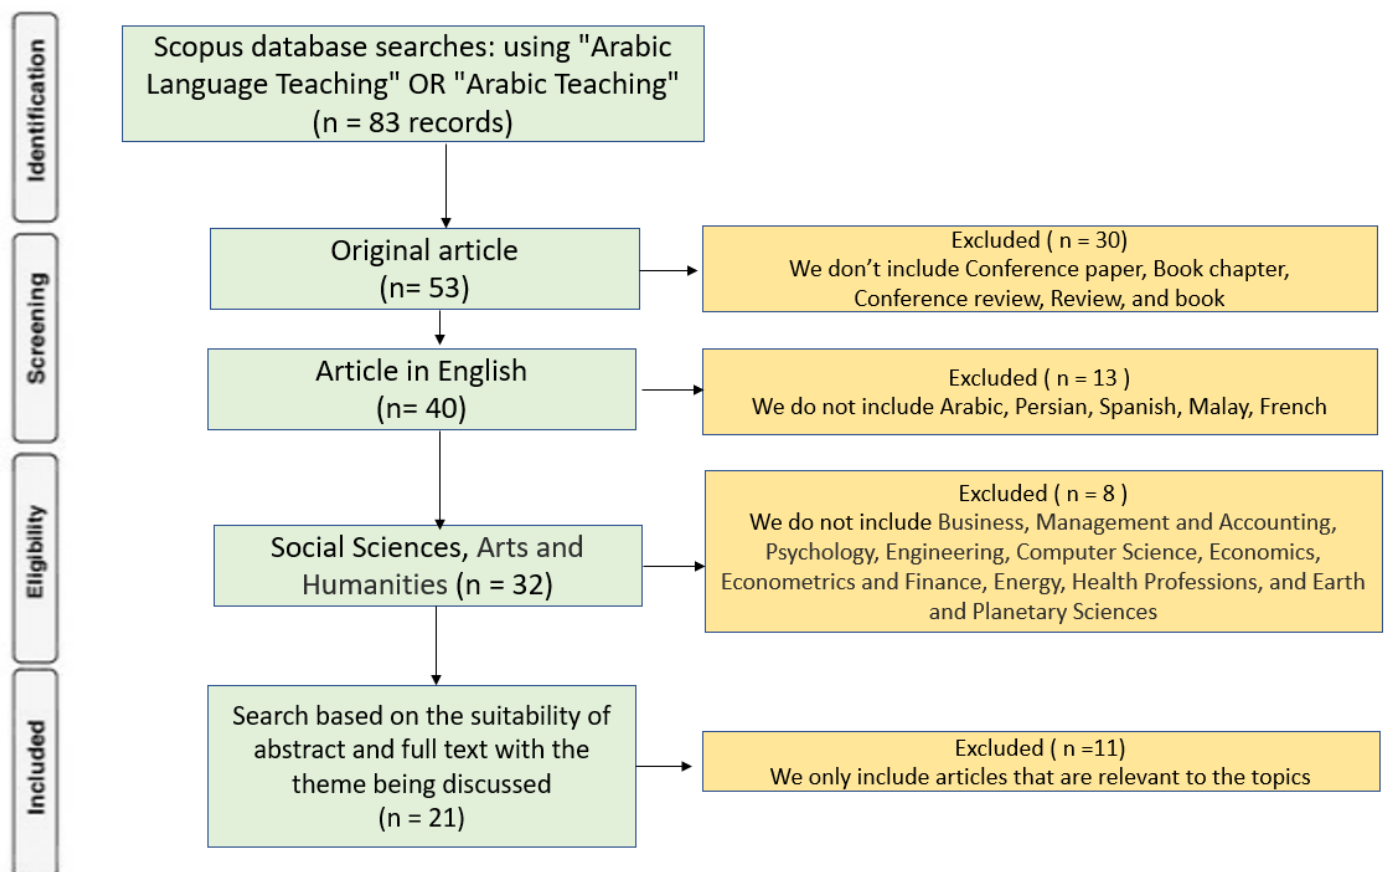 Identification
Scopus database searches: using "Arabic
Language Teaching" OR "Arabic Teaching"
(n = 83 records)
Screening
Original article
(n= 53)
Excluded ( n = 30)
We don’t include Conference paper, Book chapter,
Conference review, Review, and book
Article in English
(n= 40)
Excluded ( n = 13 )
We do not include Arabic, Persian, Spanish, Malay, French
Eligibility
Social Sciences, Arts and
Humanities (n = 32)
Excluded ( n = 8 )
We do not include Business, Management and Accounting,
Psychology, Engineering, Computer Science, Economics,
Econometrics and Finance, Energy, Health Professions, and Earth
and Planetary Sciences
Included
Search based on the suitability of
abstract and full text with the
theme being discussed
(n = 21)
Excluded ( n =11)
We only include articles that are relevant to the topics